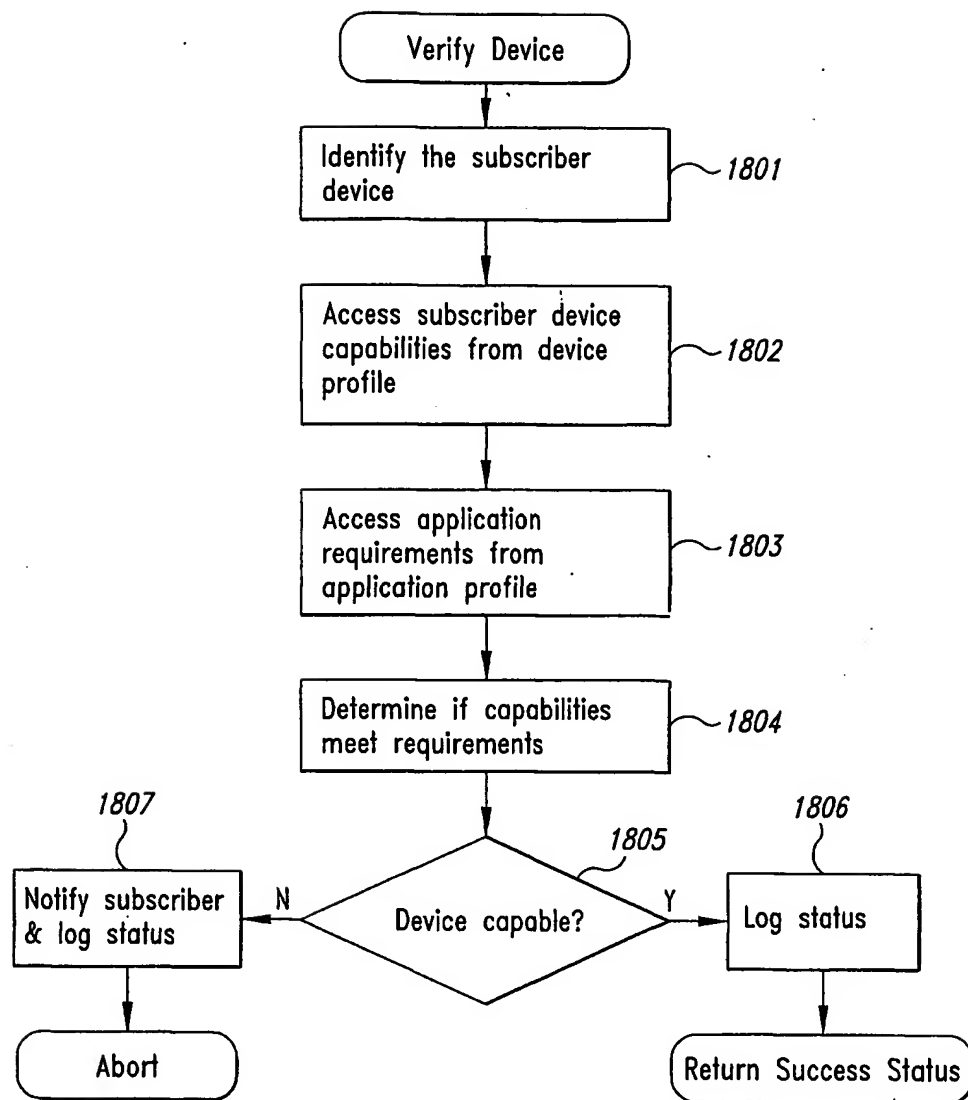 Verify Device
Identify the subscriber
device
1801
Access subscriber device
capabilities from device
profile
1802
Access application
requirements from
application profile
1803
Determine if capabilities
meet requirements
1804
1807
1805
1806
Notify subscriber
& log status
N
Device capable?
Y
Log status
Abort
Return Success Status